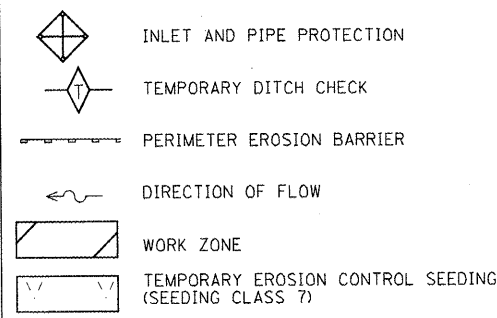 INLET AND PIPE PROTECTION
T
TEMPORARY DITCH CHECK
PERIMETER EROSION BARRIER
DIRECTION OF FLOW
WORK ZONE
TEMPORARY EROSION CONTROL SEEDING
(SEEDING CLASS 7)